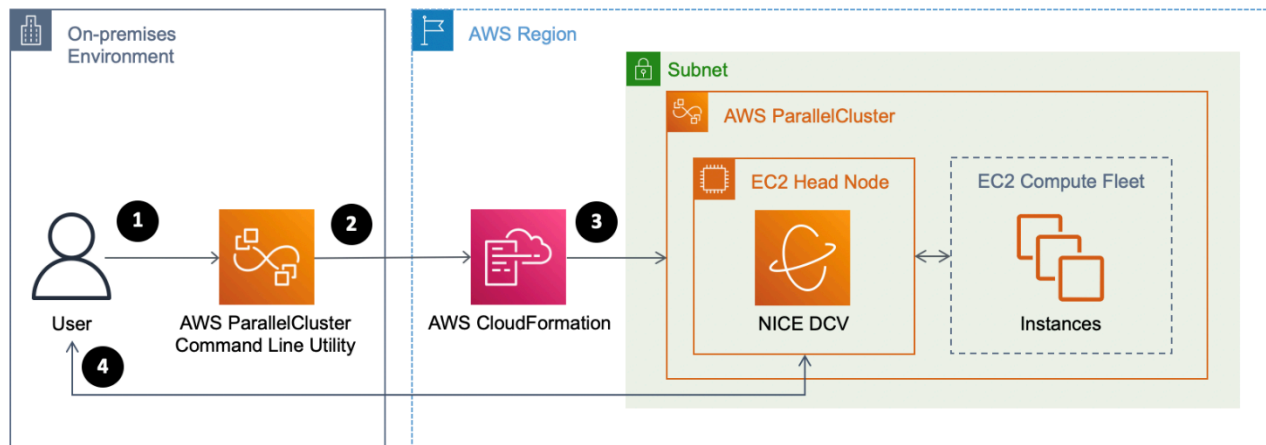 On-premises
Environment
AWS Region
Subnet
AWS ParallelCluster
EC2 Head Node
EC2 Compute Fleet
1
2
3
User
AWS ParallelCluster
Command Line Utility
AWS CloudFormation
NICE DCV
Instances
4